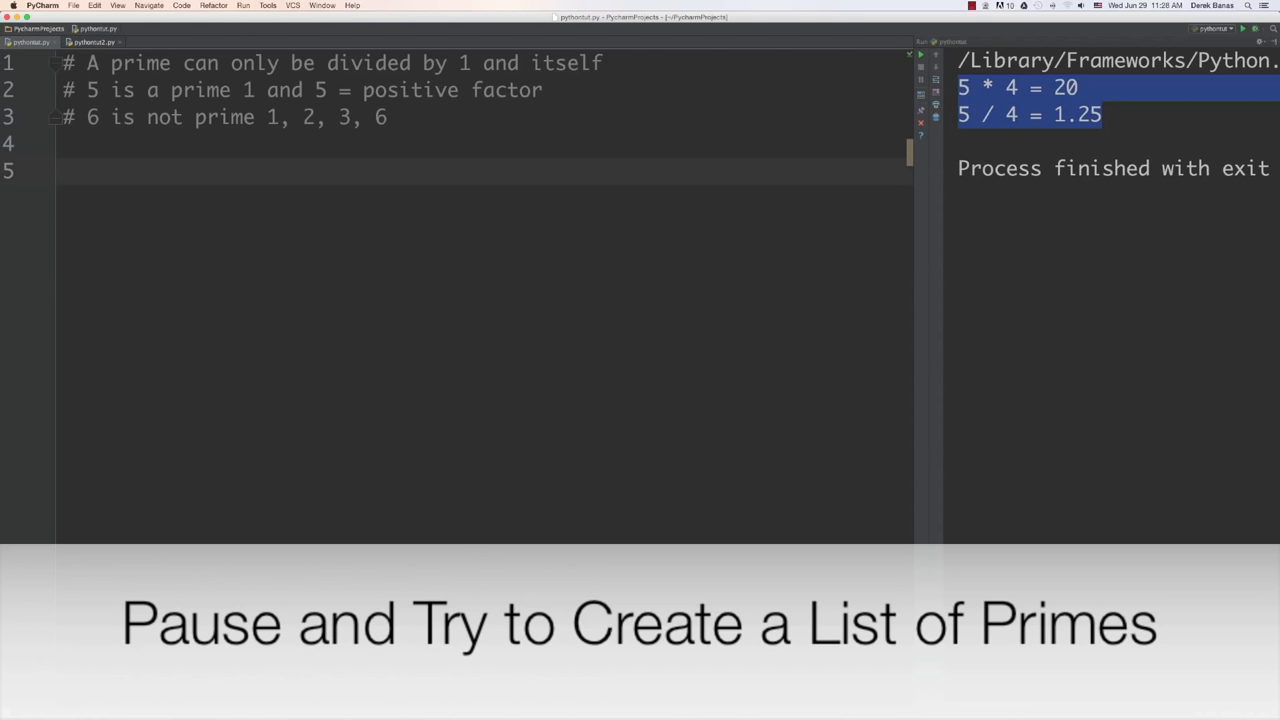 PyCharm File Edit View Navigate Code Refactor Run Tools VCS Window Help
10 Wed Jun 29 11:28 AM Derek Banas
pythontut.py - PycharmProjects - [~/PycharmProjects]
PycharmProjects pythontut.py
pythontut
pythontut.py pythontut2.py
Run pythontut
1 # A prime can only be divided by 1 and itself
2 # 5 is a prime 1 and 5 = positive factor
3 # 6 is not prime 1, 2, 3, 6
4
5
/Library/Frameworks/Python.
5 * 4 = 20
5 / 4 = 1.25
Process finished with exit
Pause and Try to Create a List of Primes